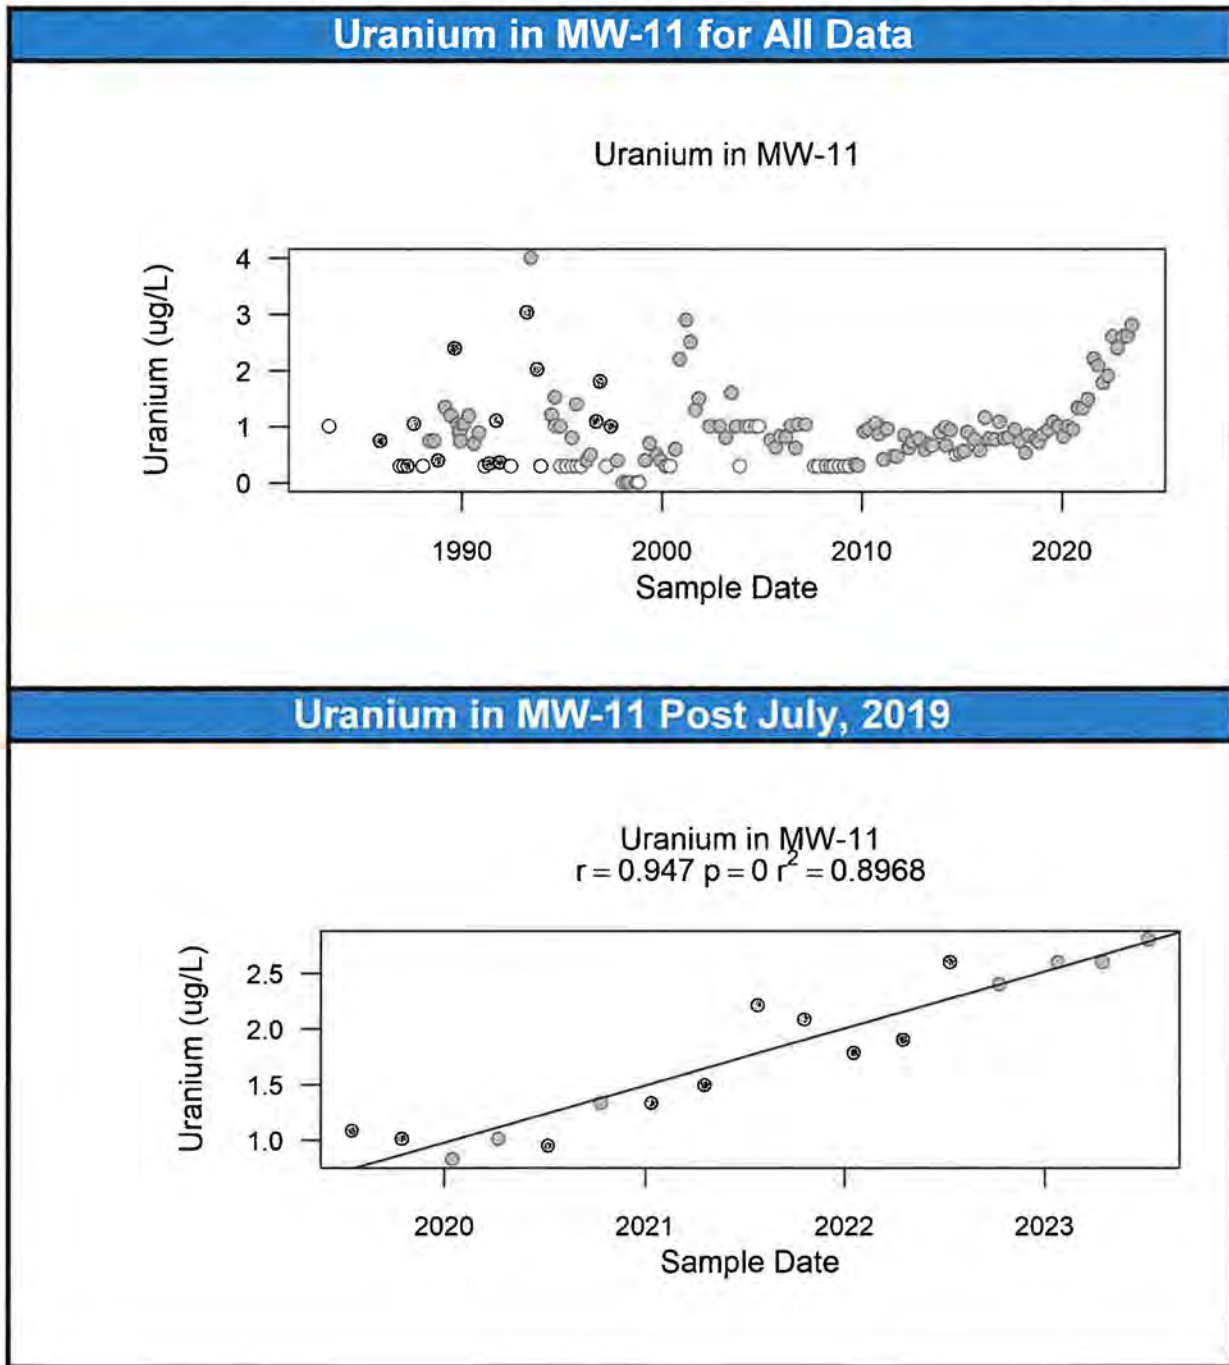 Uranium in MW-11 for All Data
Uranium in MW-11
Uranium (ug/L)
4
3
2
1
0
1990 2000 2010 2020
Sample Date
Uranium in MW-11 Post July, 2019
Uranium in MW-11
r = 0.947 p = 0 r² = 0.8968
Uranium (ug/L)
2.5
2.0
1.5
1.0
2020 2021 2022 2023
Sample Date